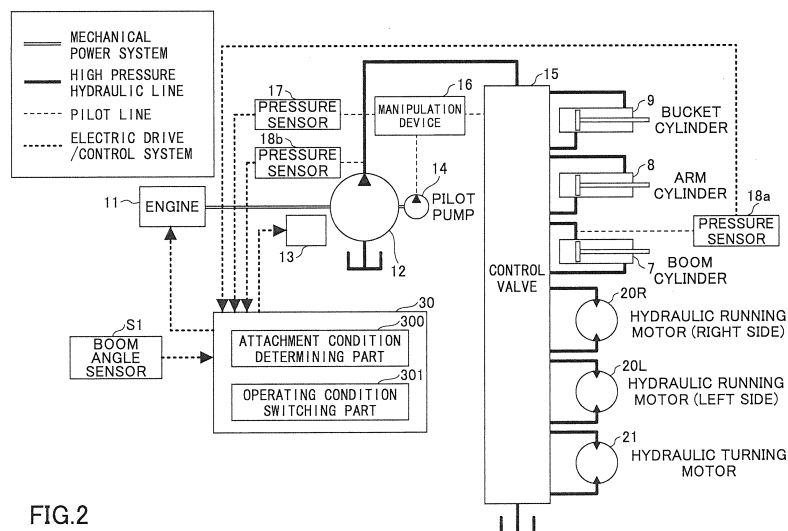 MECHANICAL
POWER SYSTEM
HIGH PRESSURE
HYDRAULIC LINE
PILOT LINE
ELECTRIC DRIVE
/CONTROL SYSTEM
17
PRESSURE
SENSOR
18b
PRESSURE
SENSOR
16
MANIPULATION
DEVICE
15
9
BUCKET
CYLINDER
8
ARM
CYLINDER
18a
PRESSURE
SENSOR
7
BOOM
CYLINDER
14
PILOT
PUMP
11
ENGINE
13
12
CONTROL
VALVE
20R
HYDRAULIC RUNNING
MOTOR (RIGHT SIDE)
30
300
ATTACHMENT CONDITION
DETERMINING PART
301
OPERATING CONDITION
SWITCHING PART
S1
BOOM
ANGLE
SENSOR
20L
HYDRAULIC RUNNING
MOTOR (LEFT SIDE)
21
HYDRAULIC TURNING
MOTOR
FIG.2